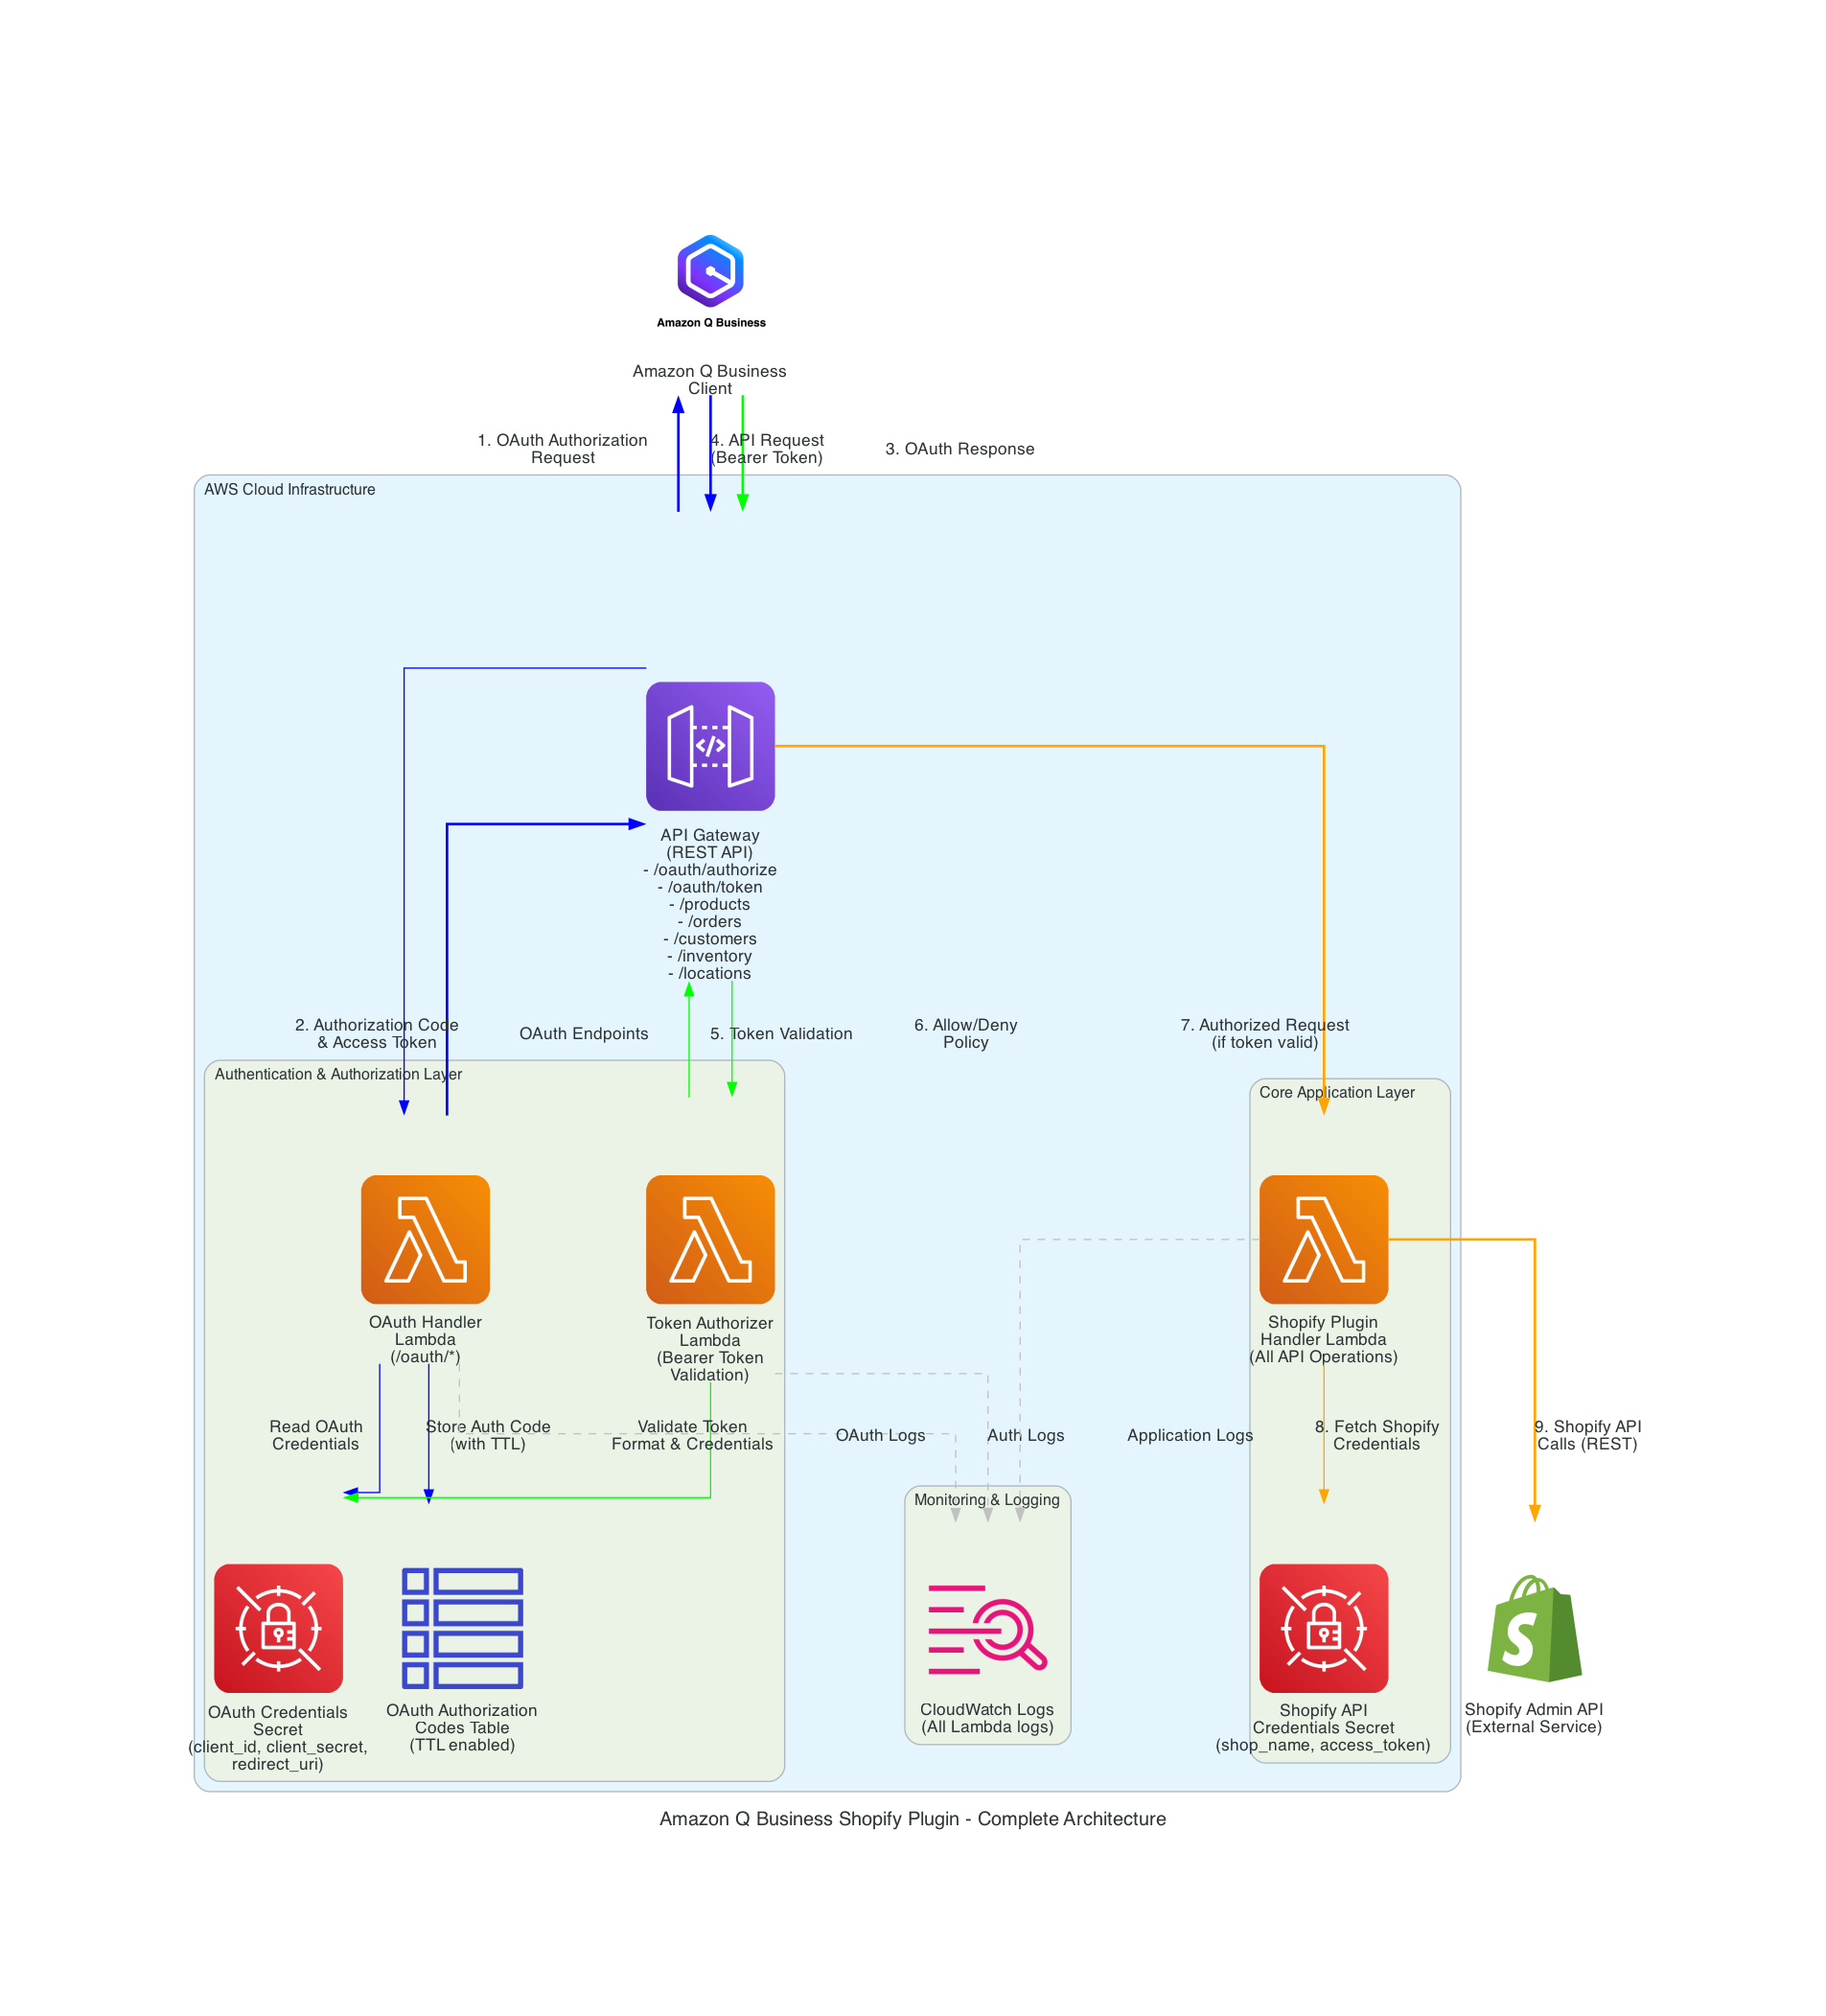 Amazon Q Business
Amazon Q Business
Client
1. OAuth Authorization
Request
4. API Request
(Bearer Token)
3. OAuth Response
AWS Cloud Infrastructure
API Gateway
(REST API)
- /oauth/authorize
- /oauth/token
- /products
- /orders
- /customers
- /inventory
- /locations
2. Authorization Code
& Access Token
OAuth Endpoints
5. Token Validation
6. Allow/Deny
Policy
7. Authorized Request
(if token valid)
Authentication & Authorization Layer
Core Application Layer
OAuth Handler
Lambda
(/oauth/*)
Token Authorizer
Lambda
(Bearer Token
Validation)
Shopify Plugin
Handler Lambda
(All API Operations)
Read OAuth
Credentials
Store Auth Code
(with TTL)
Validate Token
Format & Credentials
OAuth Logs
Auth Logs
Application Logs
8. Fetch Shopify
Credentials
9. Shopify API
Calls (REST)
Monitoring & Logging
OAuth Credentials
Secret
(client_id, client_secret,
redirect_uri)
OAuth Authorization
Codes Table
(TTL enabled)
CloudWatch Logs
(All Lambda logs)
Shopify API
Credentials Secret
(shop_name, access_token)
Shopify Admin API
(External Service)
Amazon Q Business Shopify Plugin - Complete Architecture